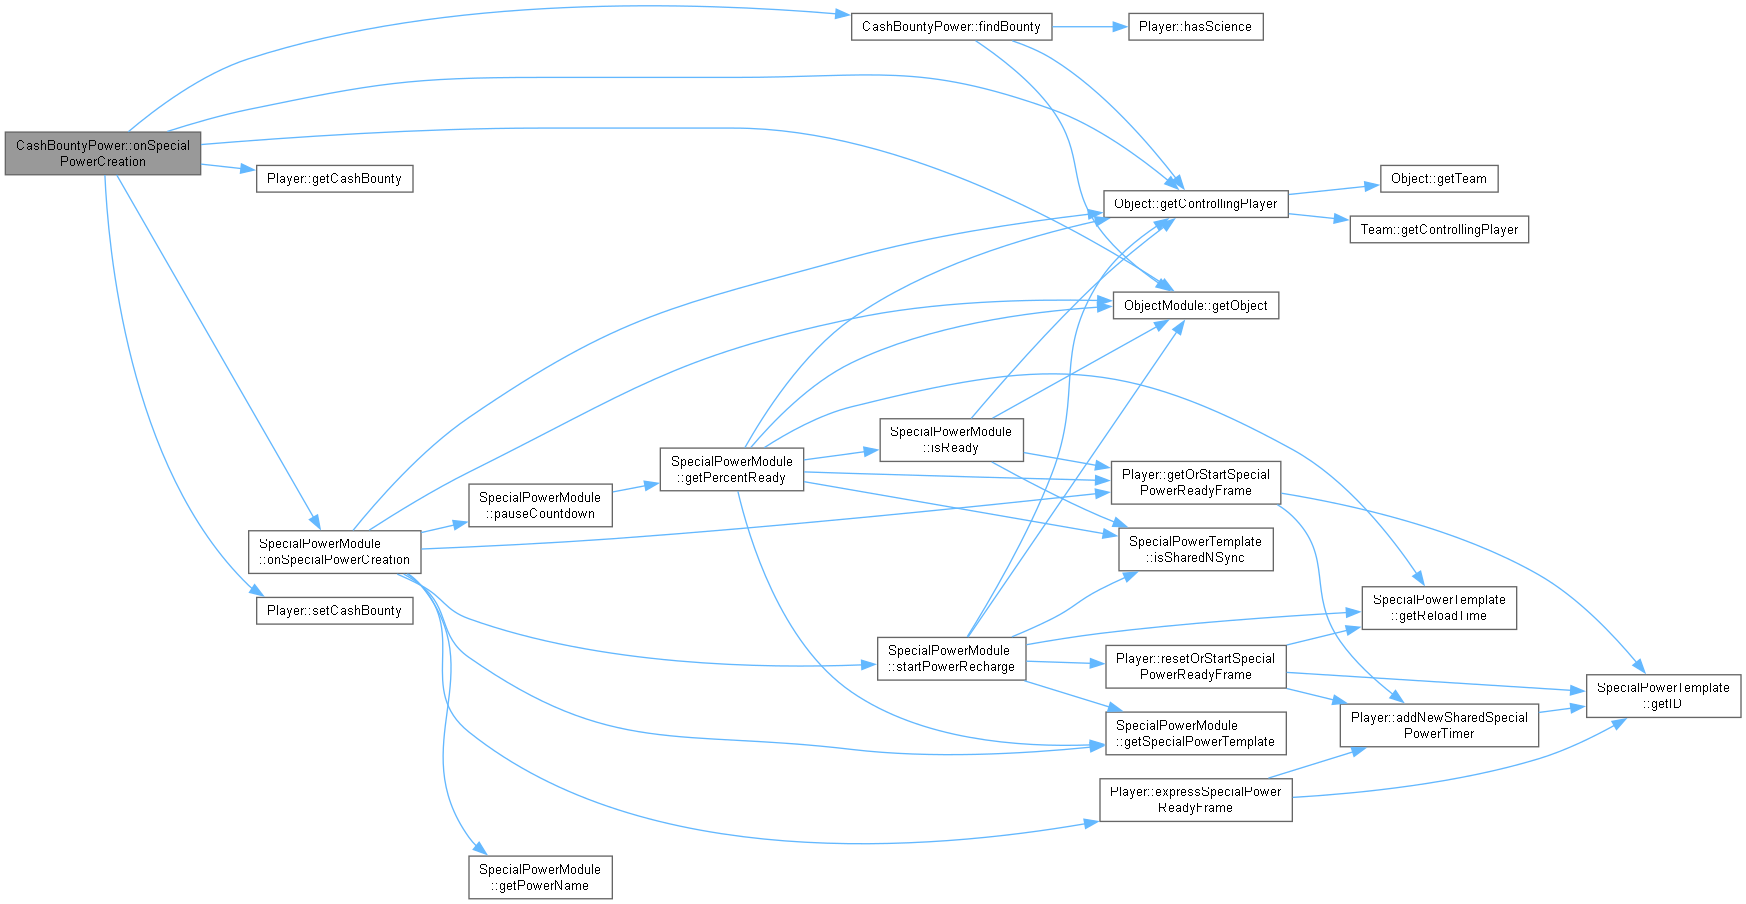 CashBountyPower::findBounty
Player::hasScience
CashBountyPower::onSpecial
PowerCreation
Player::getCashBounty
Object::getTeam
Object::getControllingPlayer
Team::getControllingPlayer
ObjectModule::getObject
SpecialPowerModule
::isReady
SpecialPowerModule
::getPercentReady
Player::getOrStartSpecial
PowerReadyFrame
SpecialPowerModule
::pauseCountdown
SpecialPowerTemplate
::isSharedNSync
SpecialPowerModule
::onSpecialPowerCreation
SpecialPowerTemplate
::getReloadTime
Player::setCashBounty
SpecialPowerModule
::startPowerRecharge
Player::resetOrStartSpecial
PowerReadyFrame
SpecialPowerTemplate
::getID
Player::addNewSharedSpecial
PowerTimer
SpecialPowerModule
::getSpecialPowerTemplate
Player::expressSpecialPower
ReadyFrame
SpecialPowerModule
::getPowerName